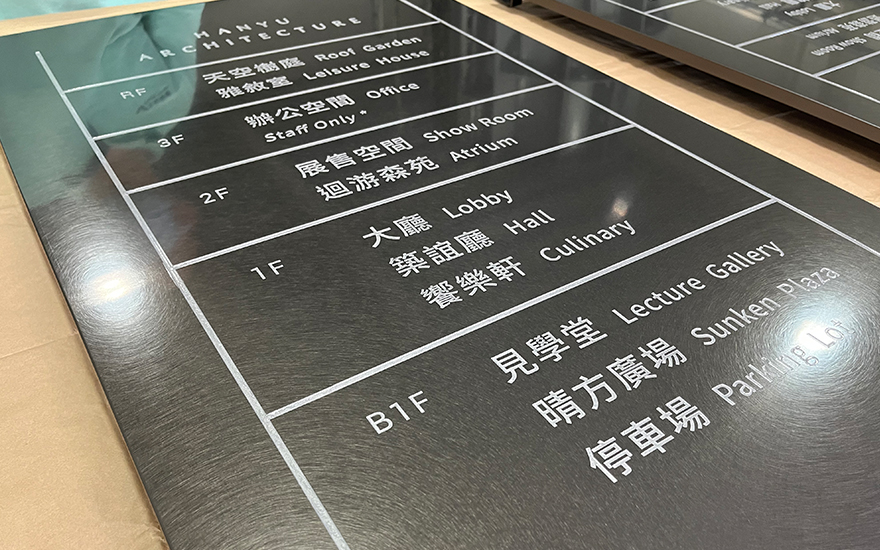 HANYU
ARCHITECTURE
RF 天空樹庭 Roof Garden
雅敘室 Leisure House
3F 辦公空間 Office
Staff Only*
2F 展售空間 Show Room
迴游森苑 Atrium
1F 大廳 Lobby
築誼廳 Hall
饗樂軒 Culinary
B1F 見學堂 Lecture Gallery
晴方廣場 Sunken Plaza
停車場 Parking Lot